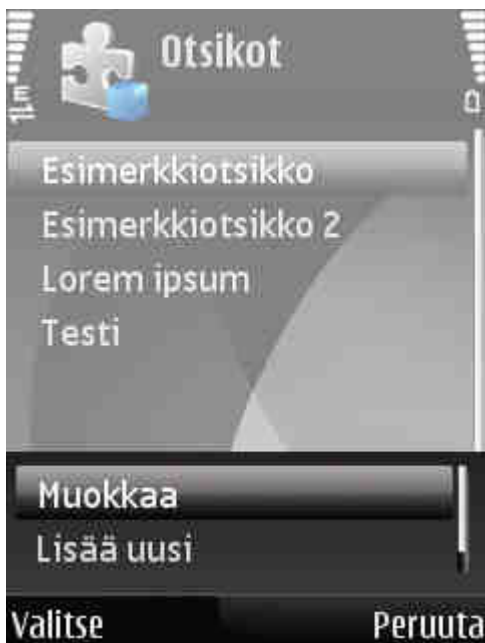 Otsikot
Esimerkkiotsikko
Esimerkkiotsikko 2
Lorem ipsum
Testi
Muokkaa
Lisää uusi
Valitse Peruuta